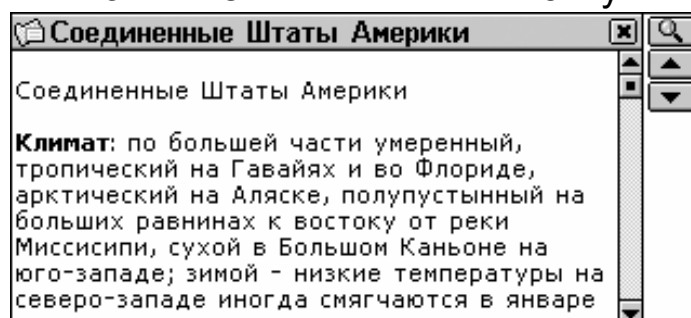 Соединенные Штаты Америки
Соединенные Штаты Америки
Климат: по большей части умеренный,
тропический на Гавайях и во Флориде,
арктический на Аляске, полупустынный на
больших равнинах к востоку от реки
Миссисипи, сухой в Большом Каньоне на
юго-западе; зимой - низкие температуры на
северо-западе иногда смягчаются в январе